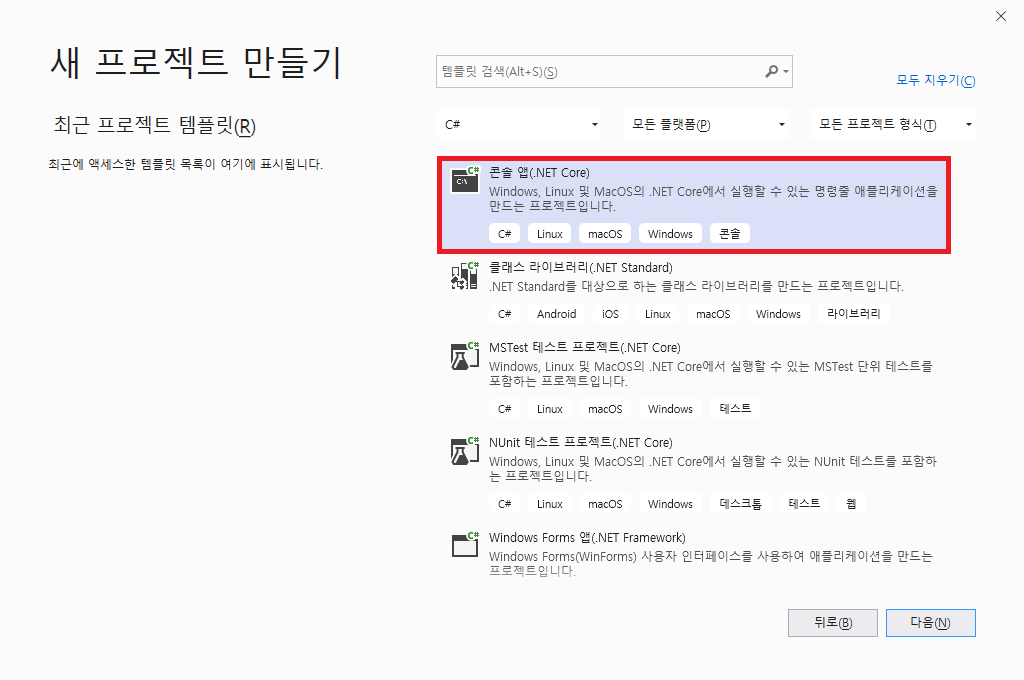 새 프로젝트 만들기
최근 프로젝트 템플릿(R)
최근에 액세스한 템플릿 목록이 여기에 표시됩니다.
템플릿 검색(Alt+S)(S)
모두 지우기(C)
C#
모든 플랫폼(P)
모든 프로젝트 형식(T)
C#
C:\
콘솔 앱(.NET Core)
Windows, Linux 및 MacOS의 .NET Core에서 실행할 수 있는 명령줄 애플리케이션을
만드는 프로젝트입니다.
C# Linux macOS Windows 콘솔
C#
클래스 라이브러리(.NET Standard)
.NET Standard를 대상으로 하는 클래스 라이브러리를 만드는 프로젝트입니다.
C# Android iOS Linux macOS Windows 라이브러리
C#
MSTest 테스트 프로젝트(.NET Core)
Windows, Linux 및 MacOS의 .NET Core에서 실행할 수 있는 MSTest 단위 테스트를
포함하는 프로젝트입니다.
C# Linux macOS Windows 테스트
C#
NUnit 테스트 프로젝트(.NET Core)
Windows, Linux 및 MacOS의 .NET Core에서 실행할 수 있는 NUnit 테스트를 포함하
는 프로젝트입니다.
C# Linux macOS Windows 데스크톱 테스트 웹
C#
Windows Forms 앱(.NET Framework)
Windows Forms(WinForms) 사용자 인터페이스를 사용하여 애플리케이션을 만드는
프로젝트입니다.
뒤로(B)
다음(N)